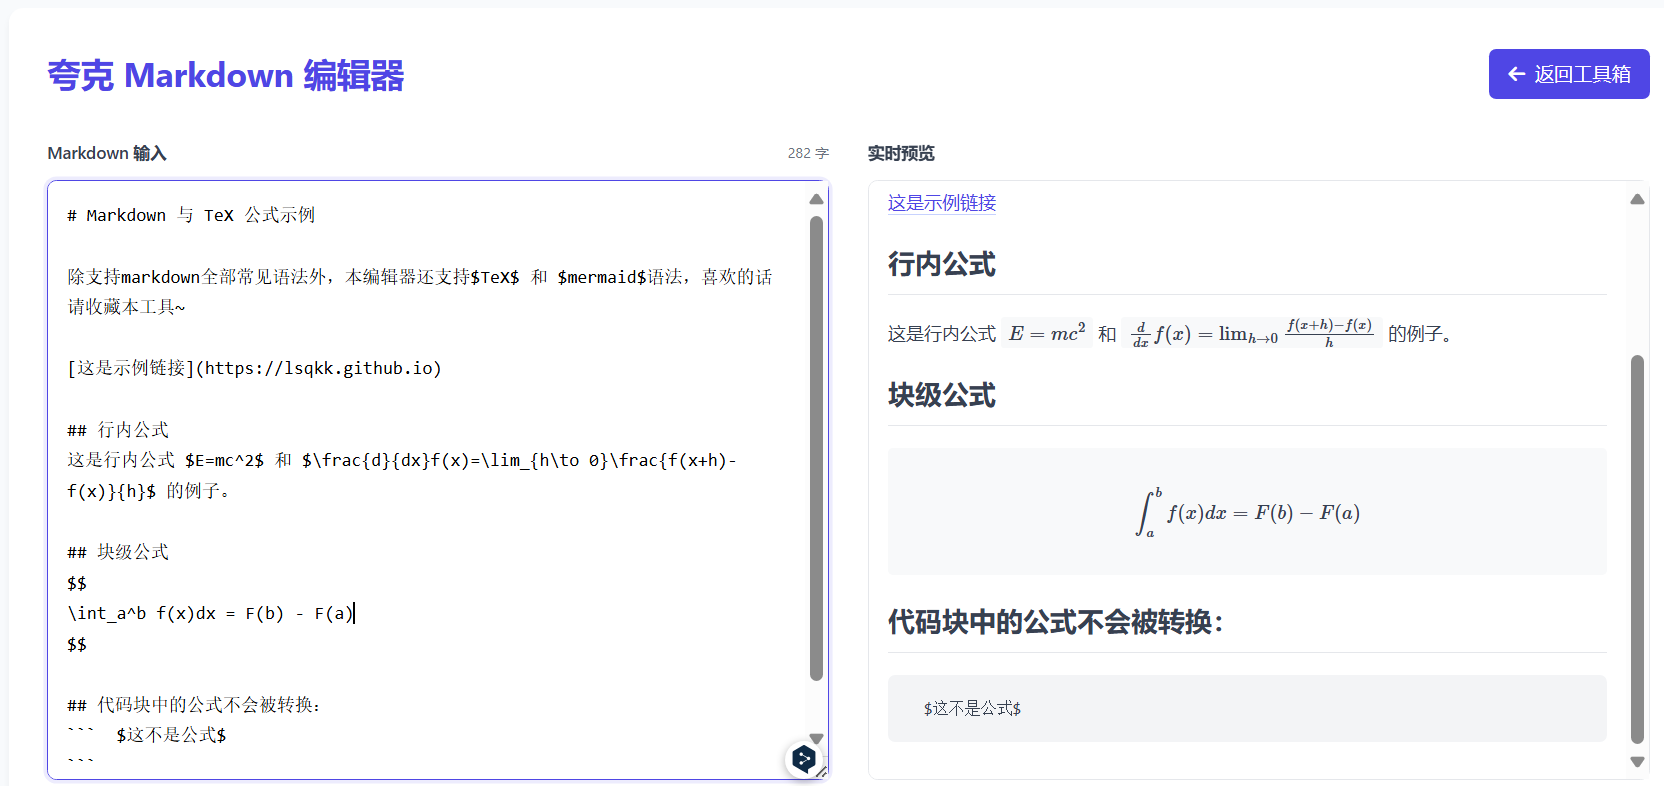 夸克 Markdown 编辑器
返回工具箱
Markdown 输入
282 字
# Markdown 与 TeX 公式示例
除支持markdown全部常见语法外，本编辑器还支持$TeX$ 和 $mermaid$语法，喜欢的话
请收藏本工具~
[这是示例链接](https://lsqkk.github.io)
## 行内公式
这是行内公式 $E=mc^2$ 和 $\frac{d}{dx}f(x)=\lim_{h\to 0}\frac{f(x+h)-
f(x)}{h}$ 的例子。
## 块级公式
$$
\int_a^b f(x)dx = F(b) - F(a)
$$
## 代码块中的公式不会被转换：
```  $这不是公式$
```
实时预览
这是示例链接
行内公式
这是行内公式 $E = mc^2$ 和 $\frac{d}{dx}f(x) = \lim_{h\to 0}\frac{f(x+h)-f(x)}{h}$ 的例子。
块级公式
$\int_a^b f(x)dx = F(b) - F(a)$
代码块中的公式不会被转换：
$这不是公式$